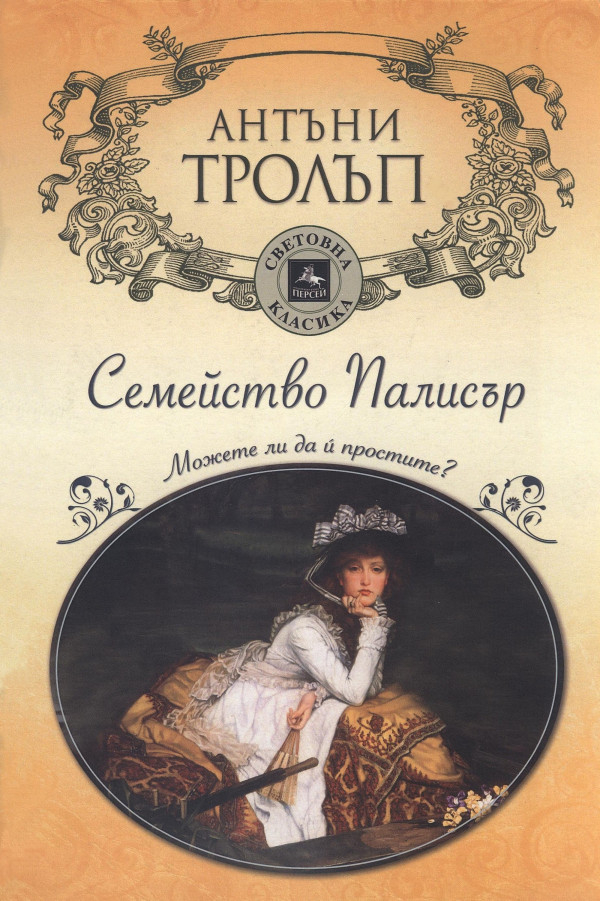 АНТЪНИ
ТРОЛЪП
СВЕТОВНА
ПЕРСЕЙ
КЛАСИКА
Семейство Палисър
Можете ли да ѝ простите?